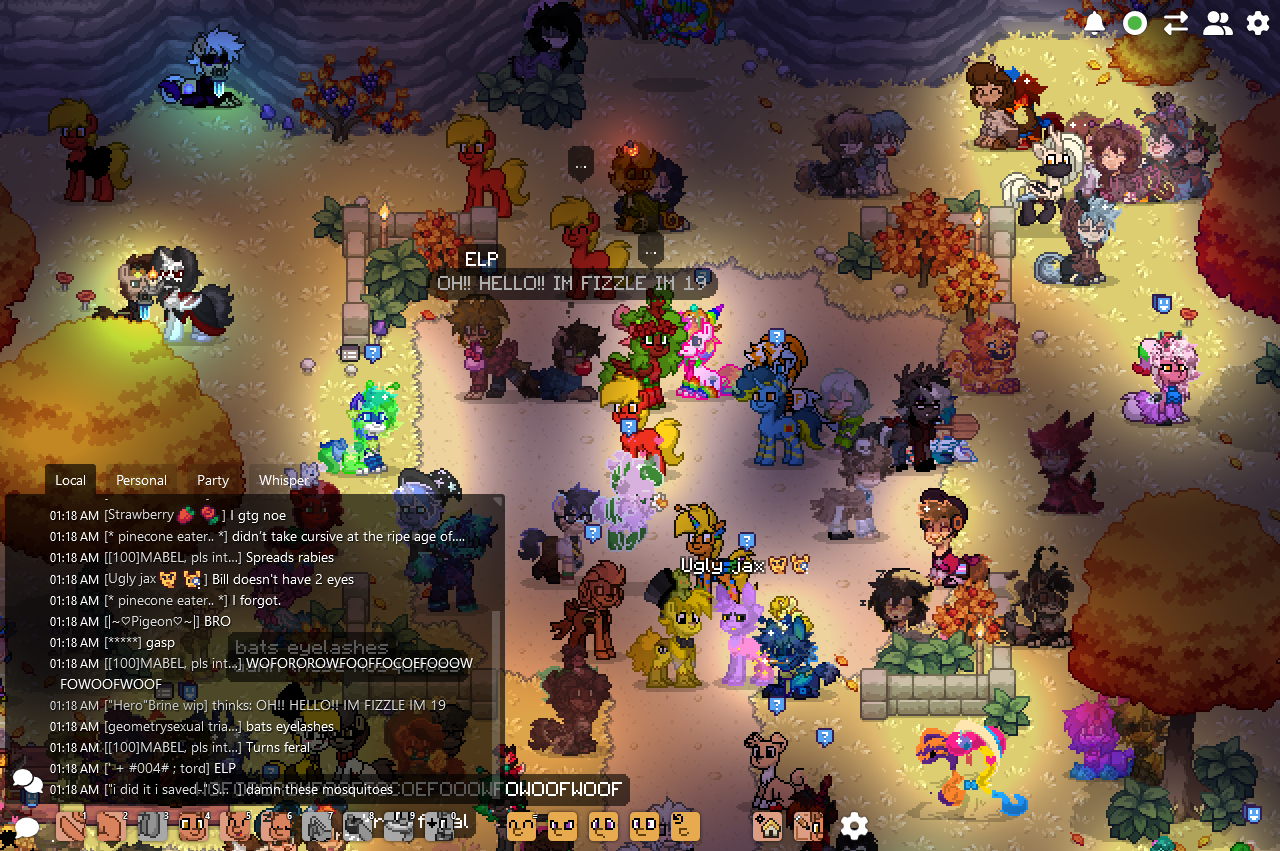 ELP
OH!! HELLO!! IM FIZZLE IM 19
Ugly jax
Local Personal Party Whisper
01:18 AM [Strawberry 🍓 🌹 ] I gtg noe
01:18 AM [* pinecone eater.. *] didn't take cursive at the ripe age of....
01:18 AM [[100]MABEL, pls int...] Spreads rabies
01:18 AM [Ugly jax ] Bill doesn't have 2 eyes
01:18 AM [* pinecone eater.. *] I forgot.
01:18 AM [|~♡Pigeon♡~|] BRO
01:18 AM [*****] gasp
bats eyelashes
01:18 AM [[100]MABEL, pls int...] WOFOROROWFOOFFOCOEFOOOW
FOWOOFWOOF
01:18 AM ["Hero"Brine wip] thinks: OH!! HELLO!! IM FIZZLE IM 19
01:18 AM [geometrysexual tria...] bats eyelashes
01:18 AM [[100]MABEL, pls int...] Turns feral
01:18 AM [' + #004# ; tord] ELP
01:18 AM ["i did it i saved-"S... ] damn these mosquitoes
COEFOOOWFOWOOFWOOF